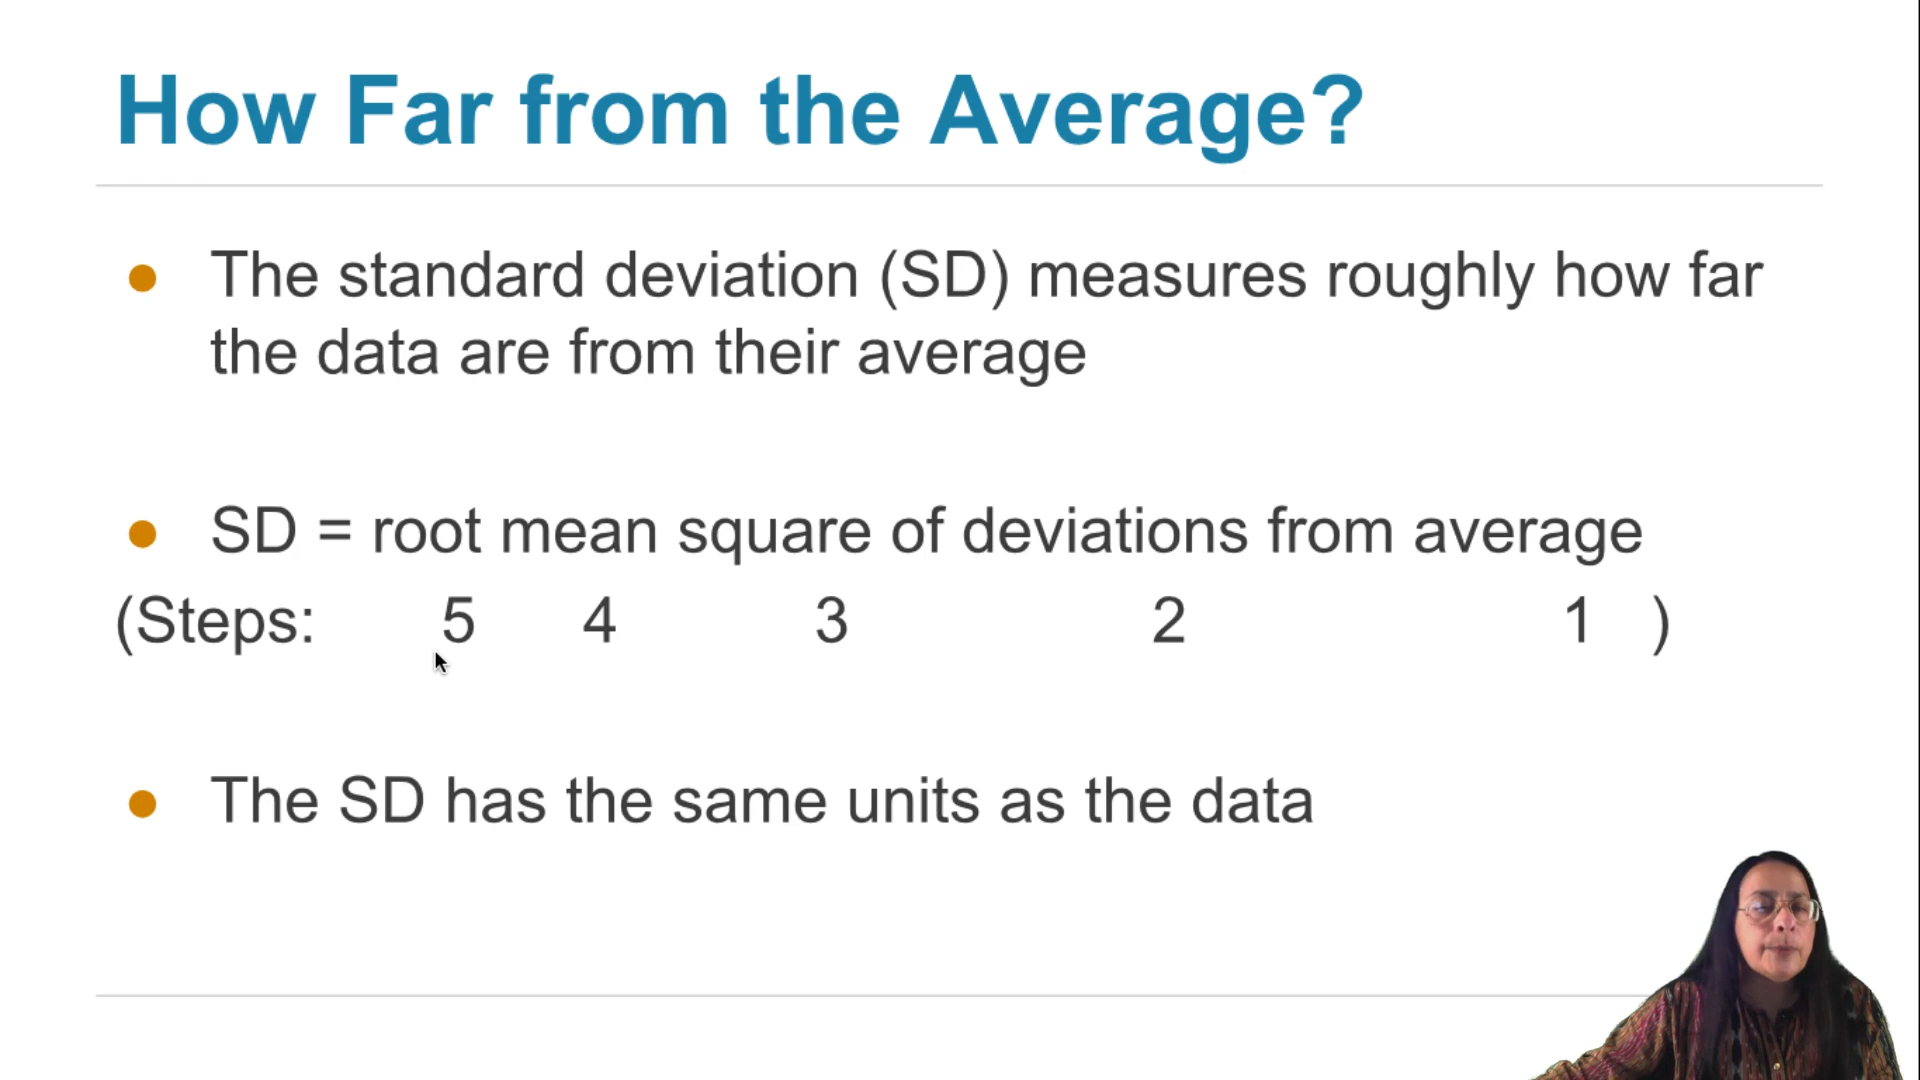 How Far from the Average?
● The standard deviation (SD) measures roughly how far
the data are from their average
● SD = root mean square of deviations from average
(Steps: 5 4 3 2 1 )
● The SD has the same units as the data